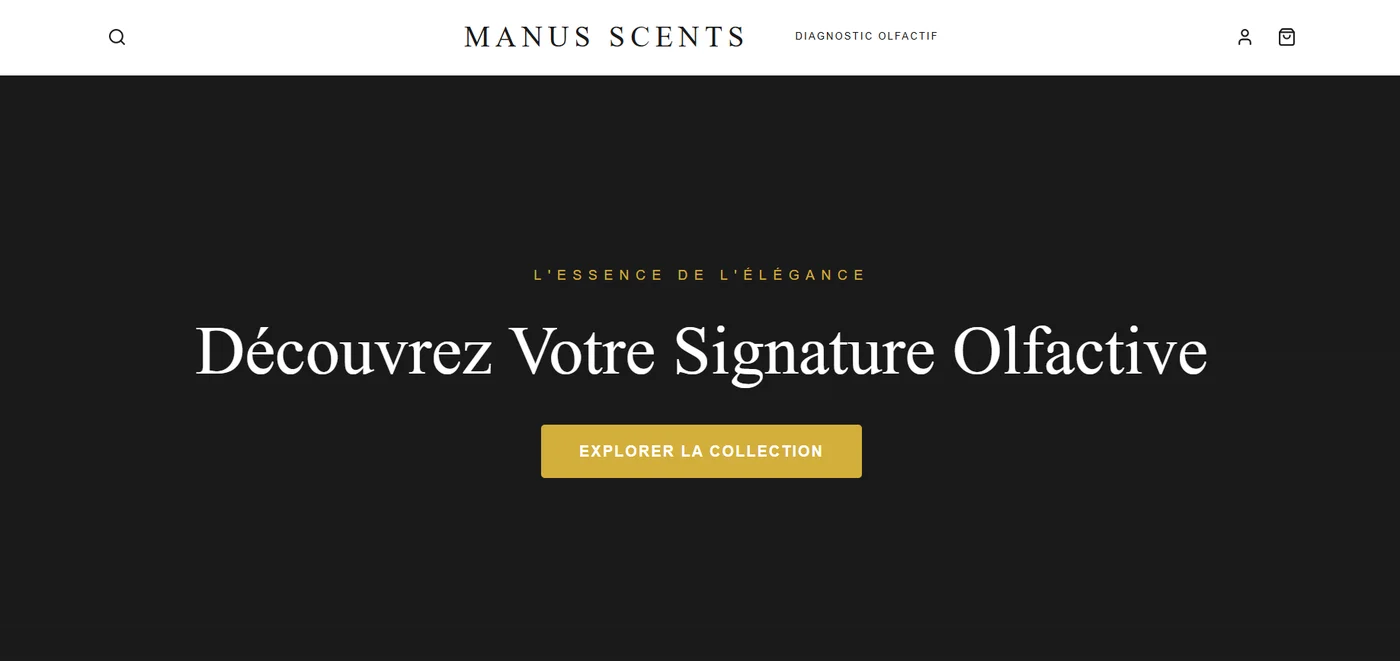 MANUS SCENTS
DIAGNOSTIC OLFACTIF
L'ESSENCE DE L'ÉLÉGANCE
Découvrez Votre Signature Olfactive
EXPLORER LA COLLECTION